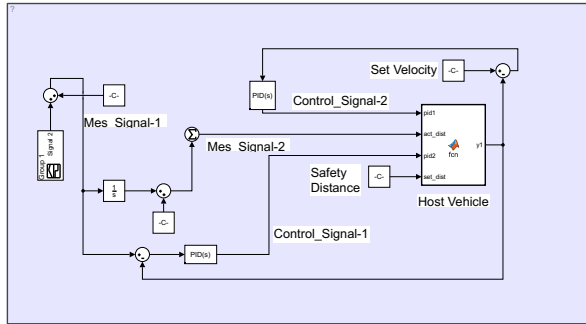 ?
Set Velocity
-C-
PID(s)
-C-
Control_Signal-2
Mes_Signal-1
pid1
Signal 2
Group 1
Mes_Signal-2
act_dist
fcn
y1
Safety
Distance
pid2
-C-
set_dist
1
s
Host Vehicle
-C-
Control_Signal-1
PID(s)